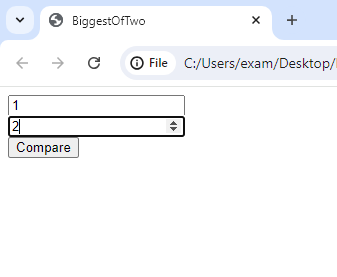 BiggestOfTwo
File C:/Users/exam/Desktop/
1
2
Compare